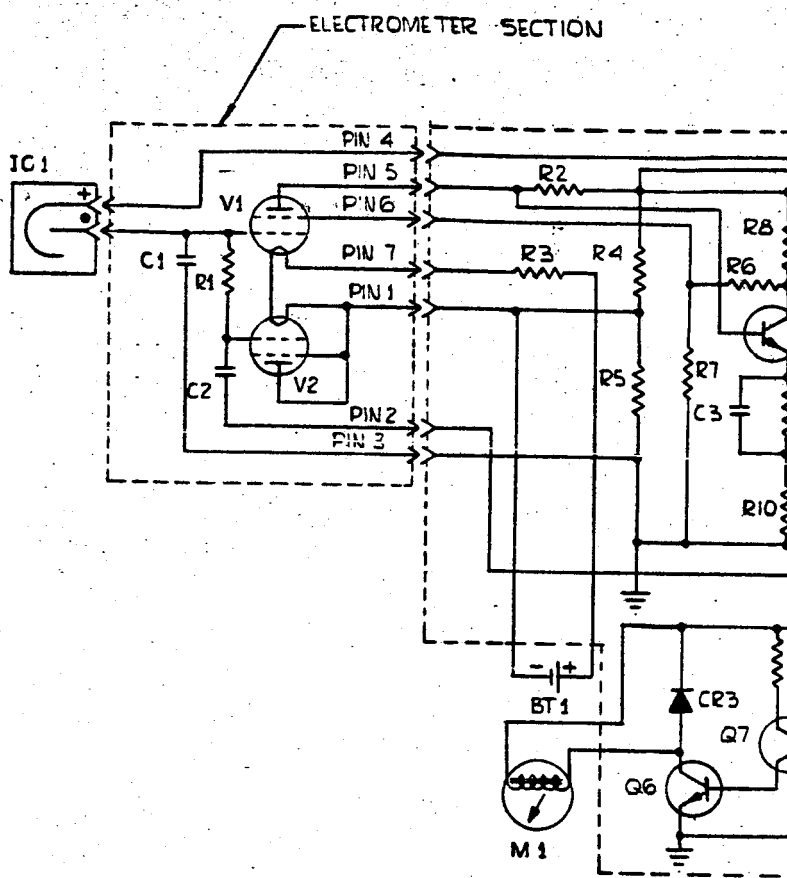 ELECTROMETER SECTION
IC1
PIN 4
PIN 5
PIN6
PIN 7
PIN 1
PIN 2
PIN 3
V1
C1
R1
C2
V2
R2
R3
R4
R8
R6
R5
R7
C3
R10
+
- +
BT1
CR3
Q7
Q6
M1